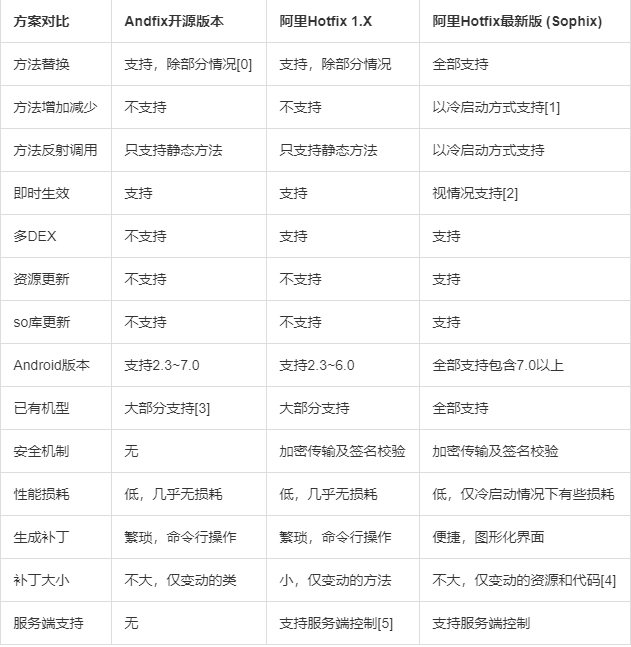 方案对比 Andfix开源版本 阿里Hotfix 1.X 阿里Hotfix最新版 (Sophix)
方法替换 支持，除部分情况[0] 支持，除部分情况 全部支持
方法增加减少 不支持 不支持 以冷启动方式支持[1]
方法反射调用 只支持静态方法 只支持静态方法 以冷启动方式支持
即时生效 支持 支持 视情况支持[2]
多DEX 不支持 支持 支持
资源更新 不支持 不支持 支持
so库更新 不支持 不支持 支持
Android版本 支持2.3~7.0 支持2.3~6.0 全部支持包含7.0以上
已有机型 大部分支持[3] 大部分支持 全部支持
安全机制 无 加密传输及签名校验 加密传输及签名校验
性能损耗 低，几乎无损耗 低，几乎无损耗 低，仅冷启动情况下有些损耗
生成补丁 繁琐，命令行操作 繁琐，命令行操作 便捷，图形化界面
补丁大小 不大，仅变动的类 小，仅变动的方法 不大，仅变动的资源和代码[4]
服务端支持 无 支持服务端控制[5] 支持服务端控制